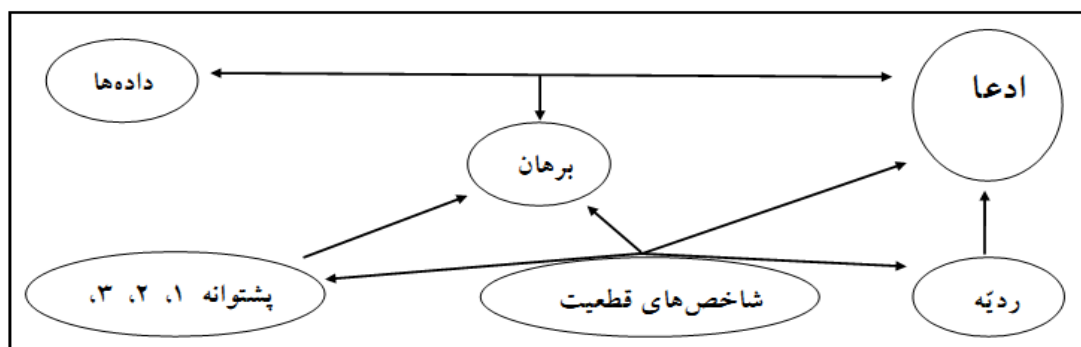 ادعا
داده‌ها
برهان
ردیّه
شاخص‌های قطعیت
پشتوانه ۱، ۲، ۳،